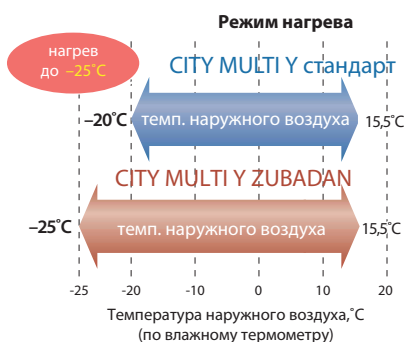 Режим нагрева
нагрев
до –25˚C
CITY MULTI Y стандарт
–20˚C
темп. наружного воздуха
15,5˚C
CITY MULTI Y ZUBADAN
–25˚C
темп. наружного воздуха
15,5˚C
-25 -20 -10 0 10 20
Температура наружного воздуха,˚C
(по влажному термометру)